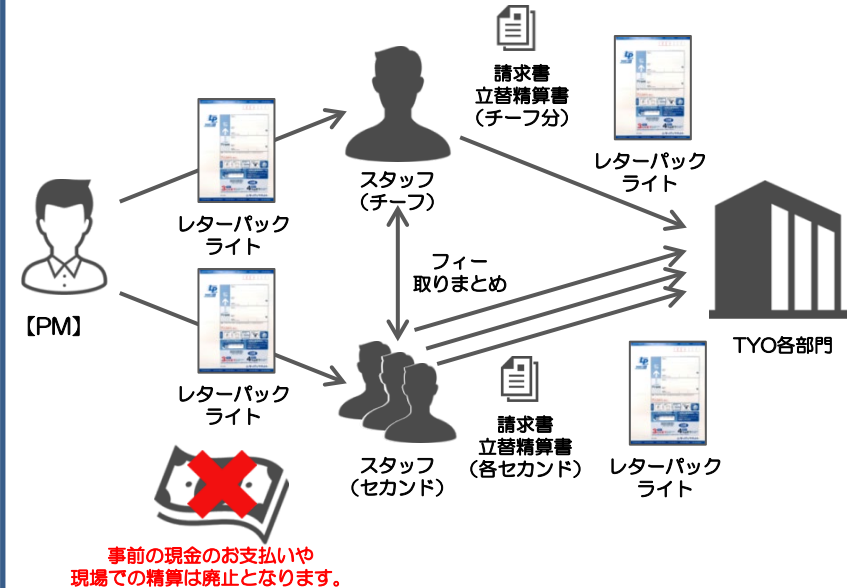 請求書
立替精算書
（チーフ分）
レターパック
ライト
スタッフ
（チーフ）
レターパック
ライト
フィー
取りまとめ
【PM】
TYO各部門
レターパック
ライト
請求書
立替精算書
（各セカンド）
スタッフ
（セカンド）
レターパック
ライト
事前の現金のお支払いや
現場での精算は廃止となります。